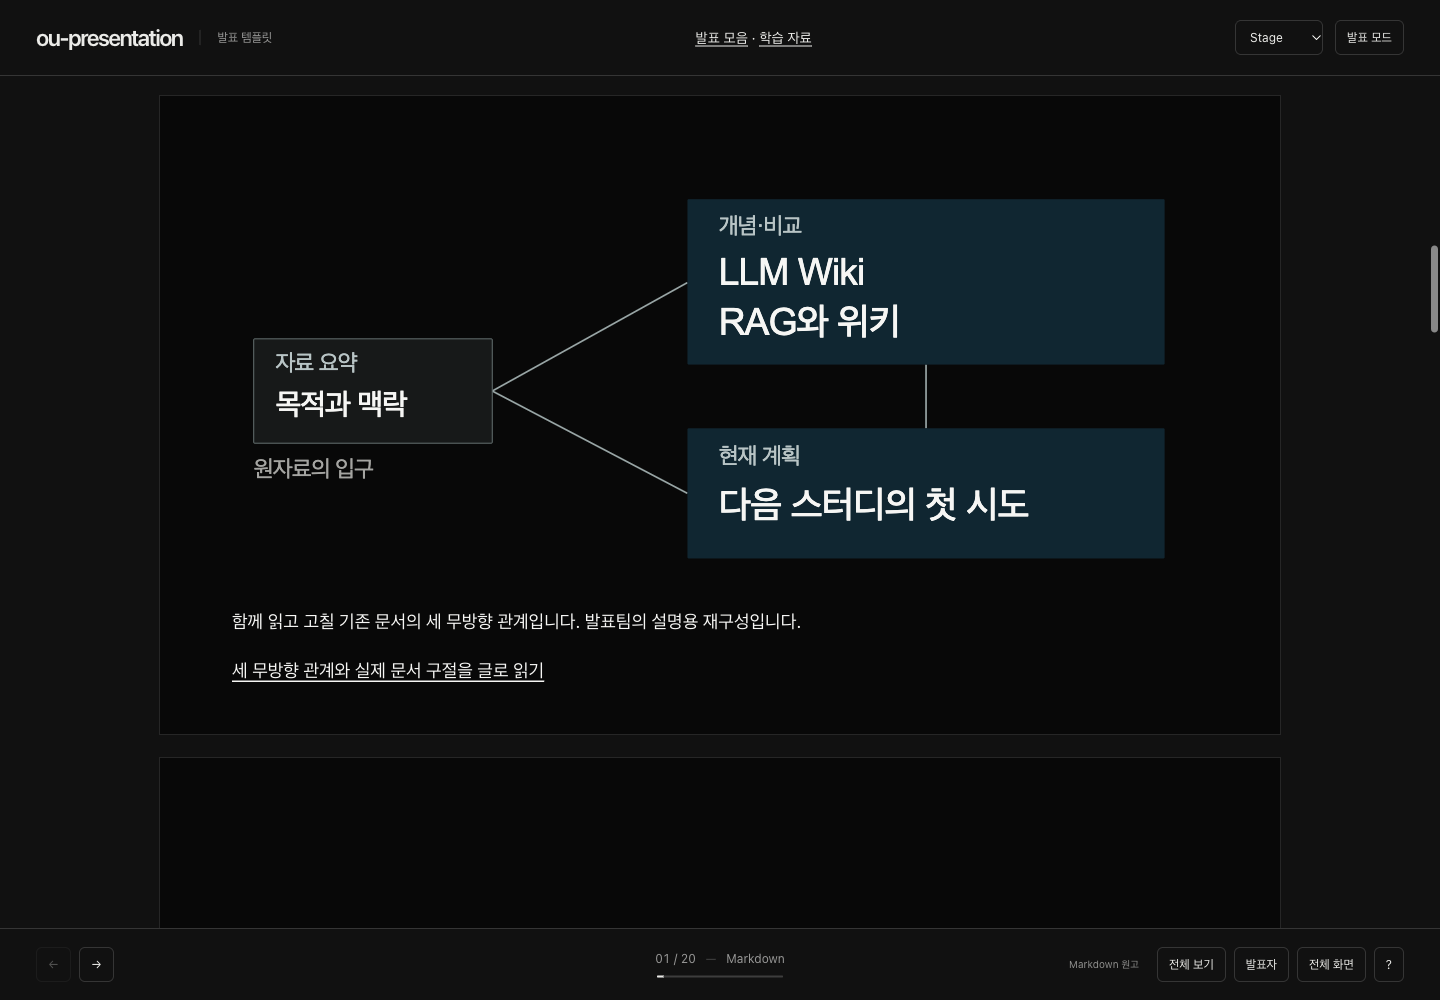 ou-presentation
발표 템플릿
발표 모음 · 학습 자료
Stage
발표 모드
개념·비교
LLM Wiki
RAG와 위키
자료 요약
목적과 맥락
원자료의 입구
현재 계획
다음 스터디의 첫 시도
함께 읽고 고칠 기존 문서의 세 무방향 관계입니다. 발표팀의 설명용 재구성입니다.
세 무방향 관계와 실제 문서 구절을 글로 읽기
←
→
01 / 20 — Markdown
Markdown 원고
전체 보기
발표자
전체 화면
?